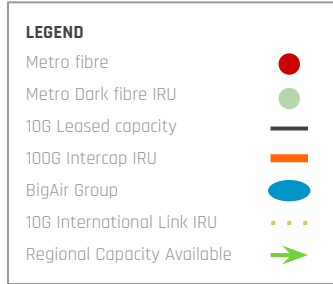 LEGEND
Metro fibre
Metro Dark fibre IRU
10G Leased capacity
100G Intercap IRU
BigAir Group
10G International Link IRU
Regional Capacity Available